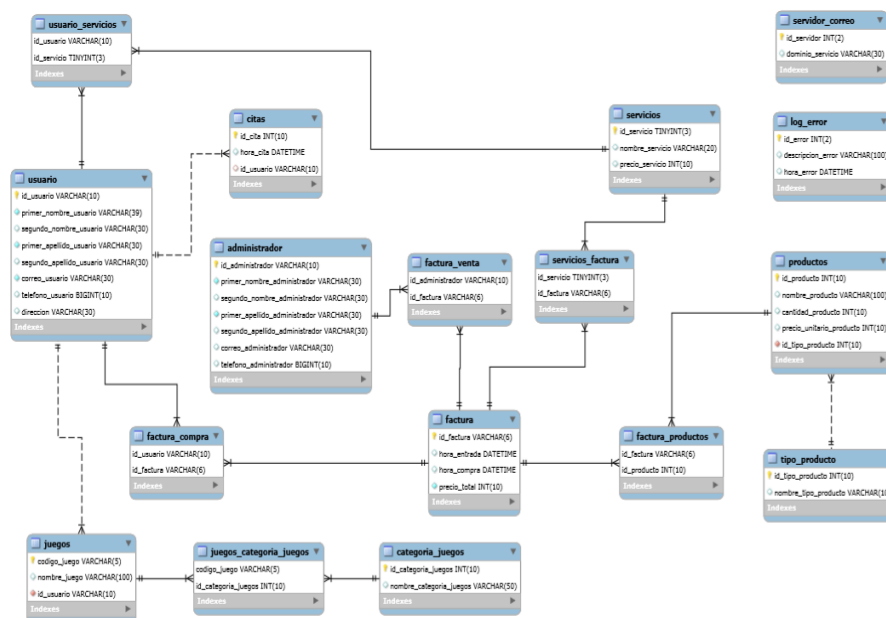 usuario_servicios
id_usuario VARCHAR(10)
id_servicio TINYINT(3)
Indexes
servidor_correo
id_servidor INT(2)
dominio_servicio VARCHAR(30)
Indexes
citas
id_cita INT(10)
hora_cita DATETIME
id_usuario VARCHAR(10)
Indexes
servicios
id_servicio TINYINT(3)
nombre_servicio VARCHAR(20)
precio_servicio INT(10)
Indexes
log_error
id_error INT(2)
descripcion_error VARCHAR(100)
hora_error DATETIME
Indexes
usuario
id_usuario VARCHAR(10)
primer_nombre_usuario VARCHAR(39)
segundo_nombre_usuario VARCHAR(30)
primer_apellido_usuario VARCHAR(30)
segundo_apellido_usuario VARCHAR(30)
correo_usuario VARCHAR(30)
telefono_usuario BIGINT(10)
direccion VARCHAR(30)
Indexes
administrador
id_administrador VARCHAR(10)
primer_nombre_administrador VARCHAR(30)
segundo_nombre_administrador VARCHAR(30)
primer_apellido_administrador VARCHAR(30)
segundo_apellido_administrador VARCHAR(30)
correo_administrador VARCHAR(30)
telefono_administrador BIGINT(10)
Indexes
factura_venta
id_administrador VARCHAR(10)
id_factura VARCHAR(6)
Indexes
servicios_factura
id_servicio TINYINT(3)
id_factura VARCHAR(6)
Indexes
productos
id_producto INT(10)
nombre_producto VARCHAR(100)
cantidad_producto INT(10)
precio_unitario_producto INT(10)
id_tipo_producto INT(10)
Indexes
factura_compra
id_usuario VARCHAR(10)
id_factura VARCHAR(6)
Indexes
factura
id_factura VARCHAR(6)
hora_entrada DATETIME
hora_compra DATETIME
precio_total INT(10)
Indexes
factura_productos
id_factura VARCHAR(6)
id_producto INT(10)
Indexes
tipo_producto
id_tipo_producto INT(10)
nombre_tipo_producto
Indexes
juegos
codigo_juego VARCHAR(5)
nombre_juego VARCHAR(100)
id_usuario VARCHAR(10)
Indexes
juegos_categoria_juegos
codigo_juego VARCHAR(5)
id_categoria_juegos INT(10)
Indexes
categoria_juegos
id_categoria_juegos INT(10)
nombre_categoria_juegos VARCHAR(50)
Indexes